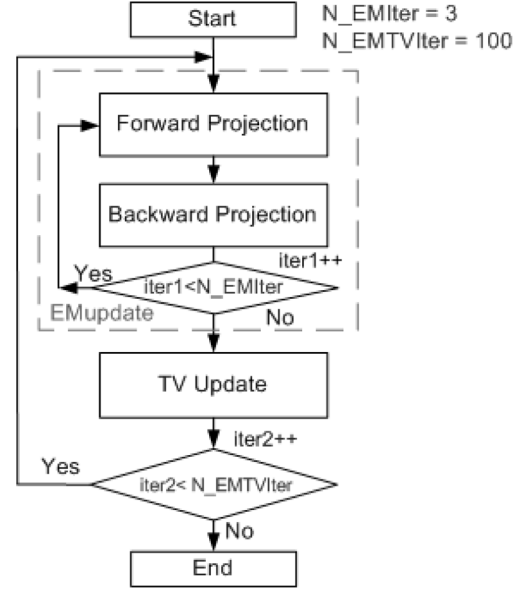 Start
N_EMIter = 3
N_EMTVIter = 100
Forward Projection
Backward Projection
iter1++
Yes
iter1<N_EMIter
EMupdate
No
TV Update
iter2++
Yes
iter2< N_EMTVIter
No
End